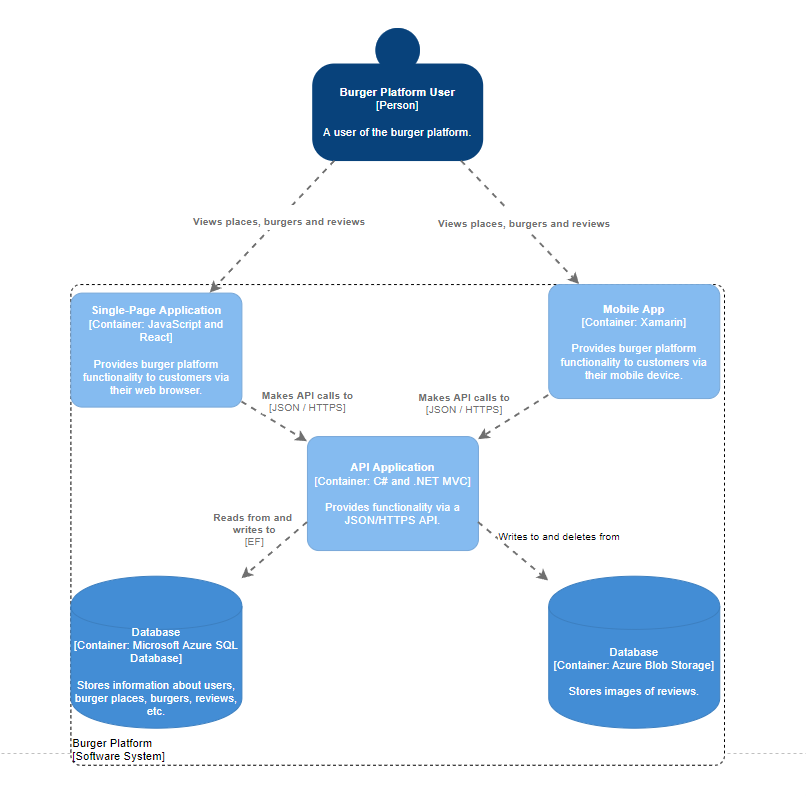 Burger Platform User
[Person]
A user of the burger platform.
Views places, burgers and reviews
Views places, burgers and reviews
Single-Page Application
[Container: JavaScript and
React]
Provides burger platform
functionality to customers via
their web browser.
Mobile App
[Container: Xamarin]
Provides burger platform
functionality to customers via
their mobile device.
Makes API calls to
[JSON / HTTPS]
Makes API calls to
[JSON / HTTPS]
API Application
[Container: C# and .NET MVC]
Provides functionality via a
JSON/HTTPS API.
Reads from and
writes to
[EF]
Writes to and deletes from
Database
[Container: Microsoft Azure SQL
Database]
Stores information about users,
burger places, burgers, reviews,
etc.
Database
[Container: Azure Blob Storage]
Stores images of reviews.
Burger Platform
[Software System]